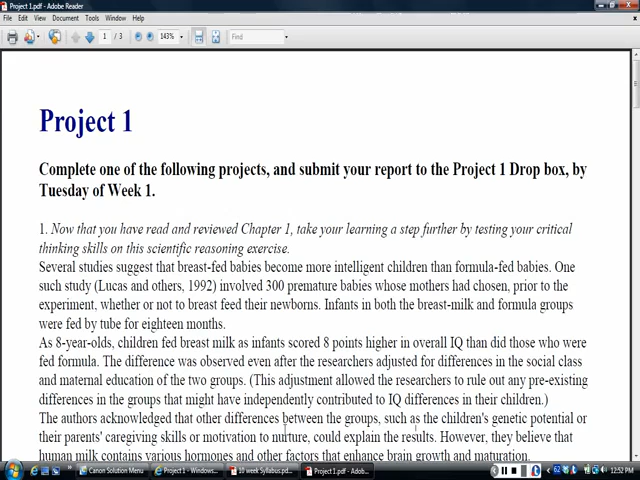 Project 1.pdf - Adobe Reader
File Edit View Document Tools Window Help
1 / 3 143% Find
Project 1
Complete one of the following projects, and submit your report to the Project 1 Drop box, by
Tuesday of Week 1.
1. Now that you have read and reviewed Chapter 1, take your learning a step further by testing your critical
thinking skills on this scientific reasoning exercise.
Several studies suggest that breast-fed babies become more intelligent children than formula-fed babies. One
such study (Lucas and others, 1992) involved 300 premature babies whose mothers had chosen, prior to the
experiment, whether or not to breast feed their newborns. Infants in both the breast-milk and formula groups
were fed by tube for eighteen months.
As 8-year-olds, children fed breast milk as infants scored 8 points higher in overall IQ than did those who were
fed formula. The difference was observed even after the researchers adjusted for differences in the social class
and maternal education of the two groups. (This adjustment allowed the researchers to rule out any pre-existing
differences in the groups that might have independently contributed to IQ differences in their children.)
The authors acknowledged that other differences between the groups, such as the children's genetic potential or
their parents' caregiving skills or motivation to nurture, could explain the results. However, they believe that
human milk contains various hormones and other factors that enhance brain growth and maturation.
Canon Solution Menu Project 1 - Windows... 10 week Syllabus.pd... Project 1.pdf - Adob... 62 12:52 PM